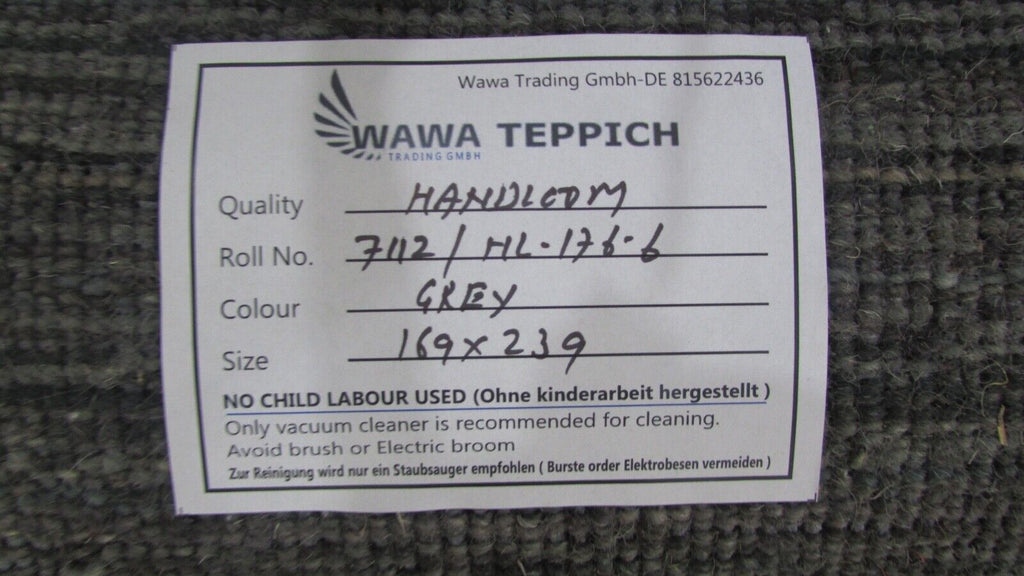 Wawa Trading Gmbh-DE 815622436
WAWA TEPPICH
TRADING GMBH
Quality HANDLOOM
Roll No. 7112/HL-176-6
Colour GREY
Size 169x239
NO CHILD LABOUR USED (Ohne kinderarbeit hergestellt )
Only vacuum cleaner is recommended for cleaning.
Avoid brush or Electric broom
Zur Reinigung wird nur ein Staubsauger empfohlen ( Burste order Elektrobesen vermeiden )